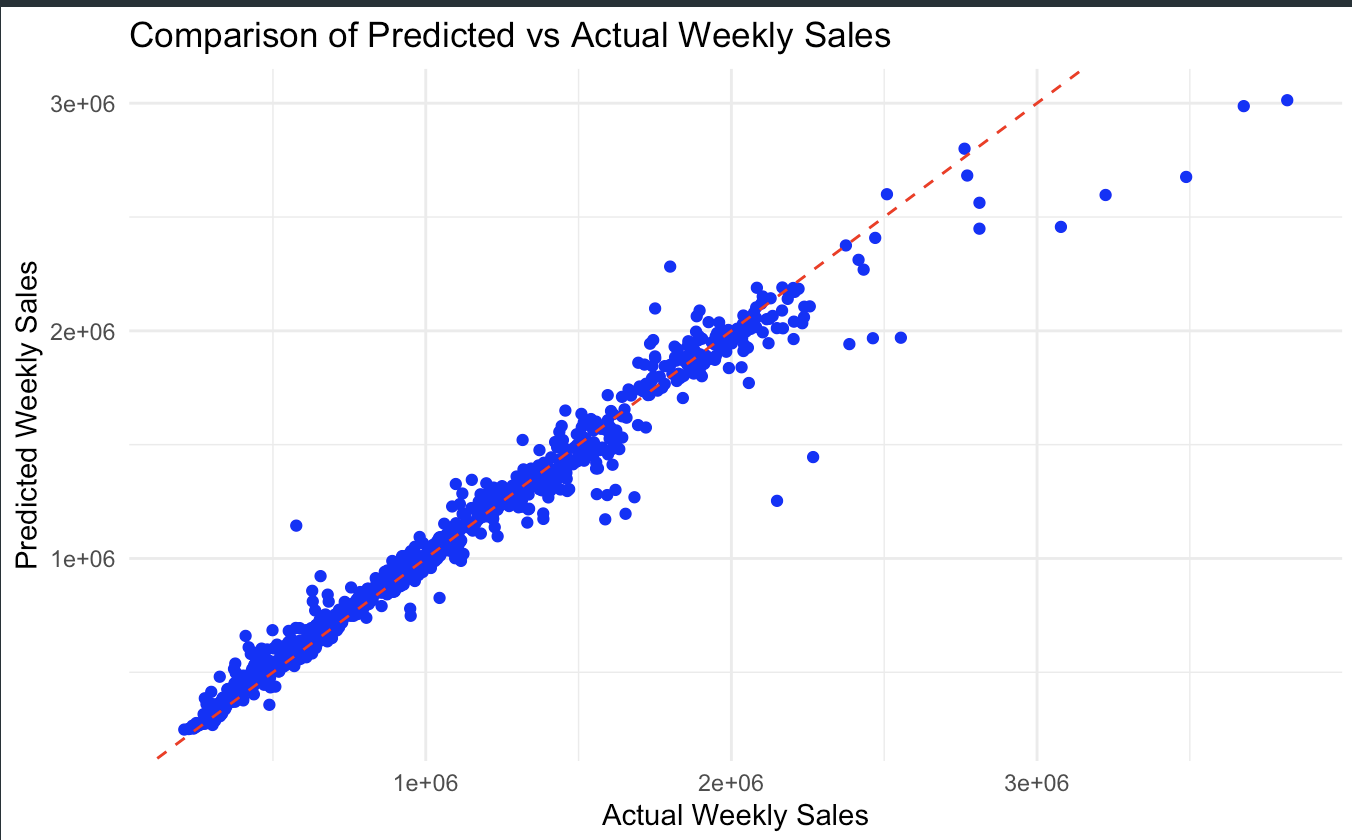 Comparison of Predicted vs Actual Weekly Sales
Predicted Weekly Sales
3e+06
2e+06
1e+06
1e+06 2e+06 3e+06
Actual Weekly Sales